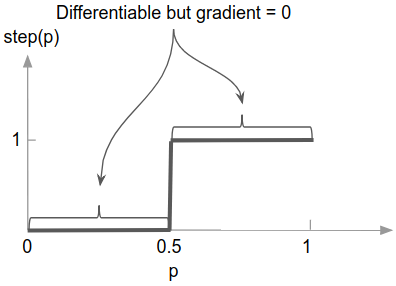 Differentiable but gradient = 0
step(p)
1
0 0.5 1
p